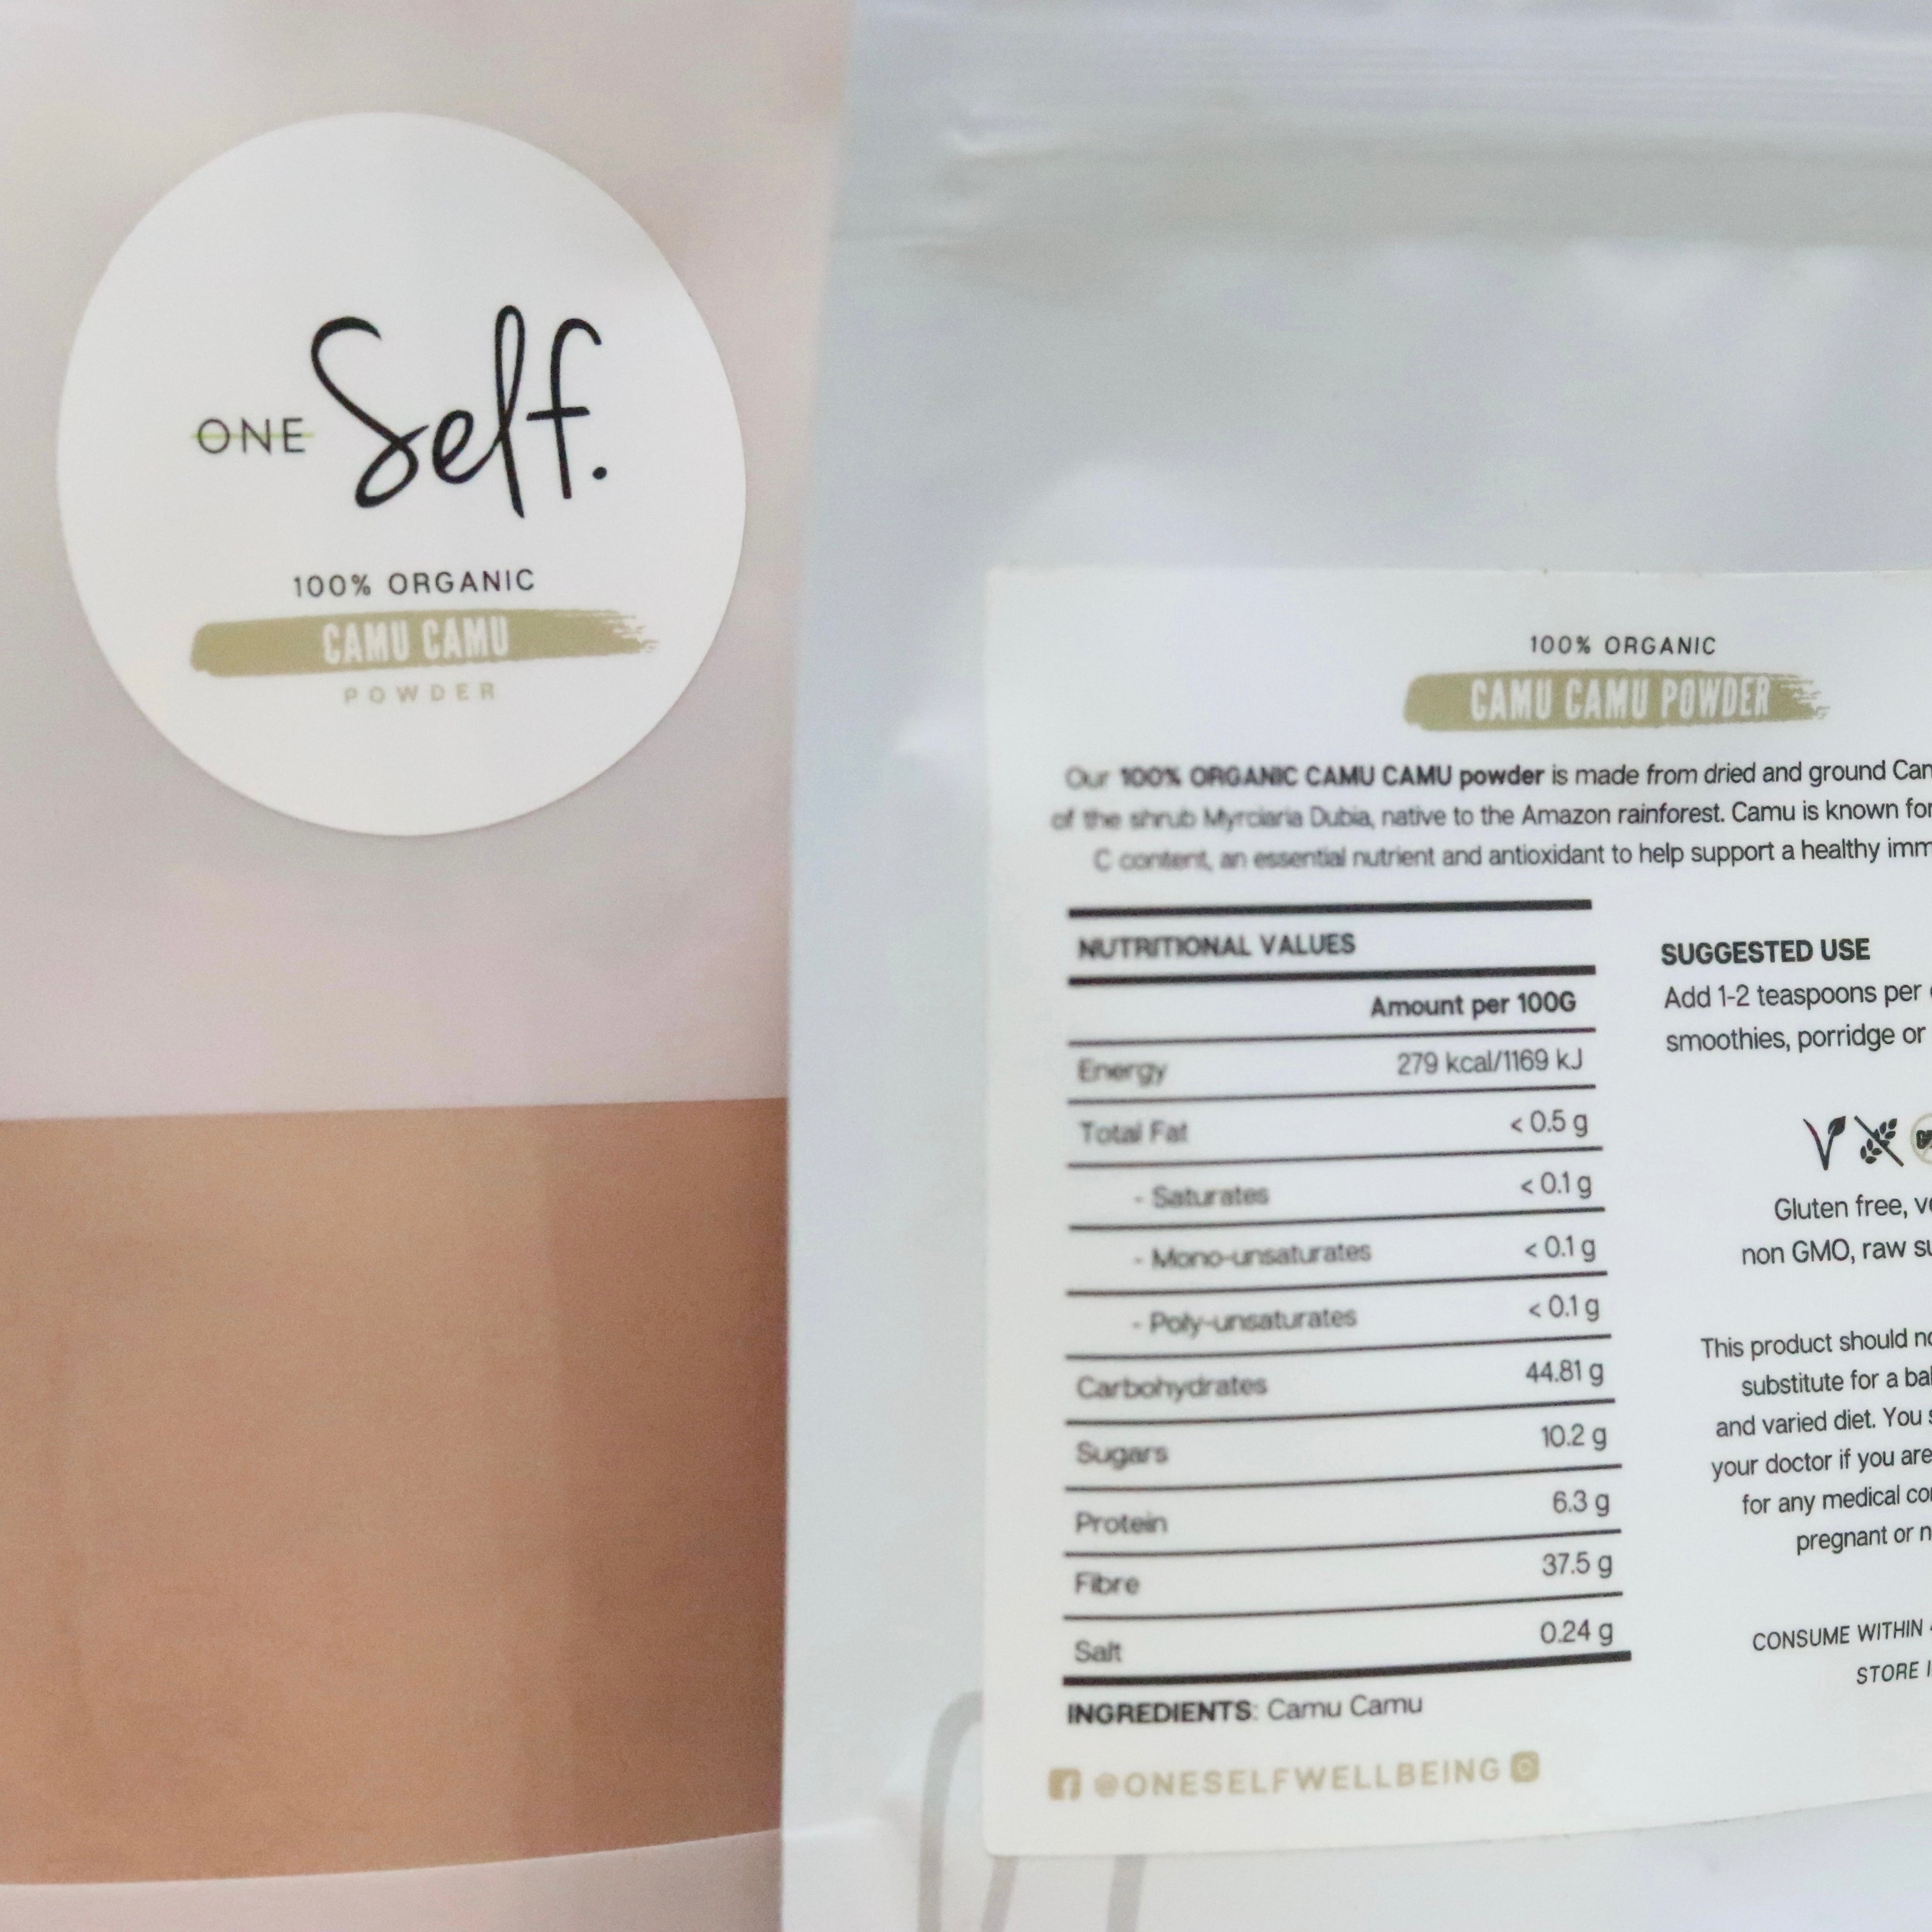 ONE Self.
100% ORGANIC
CAMU CAMU
POWDER
100% ORGANIC
CAMU CAMU POWDER
Our 100% ORGANIC CAMU CAMU powder is made from dried and ground
of the shrub Myrciaria Dubia, native to the Amazon rainforest. Camu is known for
C content, an essential nutrient and antioxidant to help support a healthy
NUTRITIONAL VALUES
Amount per 100G
Energy 279 kcal/1169 kJ
Total Fat < 0.5 g
- Saturates < 0.1 g
- Mono-unsaturates < 0.1 g
- Poly-unsaturates < 0.1 g
Carbohydrates 44.81 g
Sugars 10.2 g
Protein 6.3 g
Fibre 37.5 g
Salt 0.24 g
INGREDIENTS: Camu Camu
@ONESELFWELLBEING
SUGGESTED USE
Add 1-2 teaspoons per
smoothies, porridge or
Gluten free,
non GMO, raw
This product should
substitute for a
and varied diet. You
your doctor if you are
for any medical
pregnant or
CONSUME WITHIN
STORE